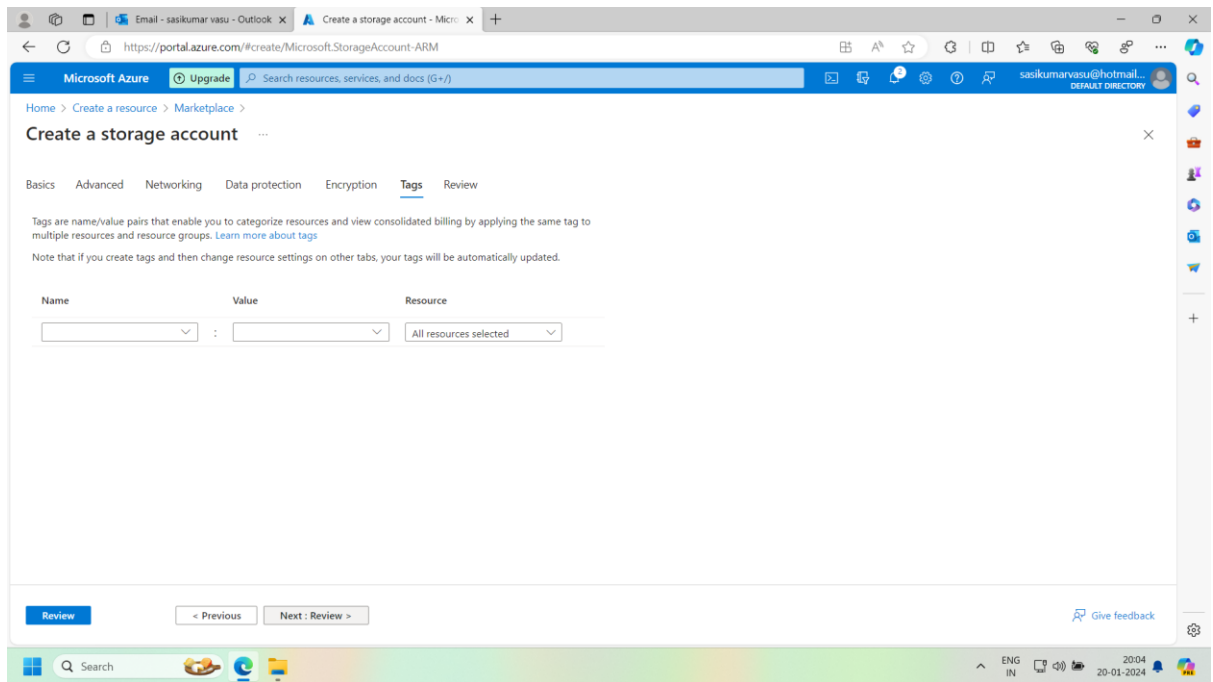 Email - sasikumar vasu - Outlook
Create a storage account - Micro
https://portal.azure.com/#create/Microsoft.StorageAccount-ARM
Microsoft Azure
Upgrade
Search resources, services, and docs (G+/)
2
sasikumarvasu@hotmail...
DEFAULT DIRECTORY
Home > Create a resource > Marketplace >
Create a storage account ...
Basics Advanced Networking Data protection Encryption Tags Review
Tags are name/value pairs that enable you to categorize resources and view consolidated billing by applying the same tag to
multiple resources and resource groups. Learn more about tags
Note that if you create tags and then change resource settings on other tabs, your tags will be automatically updated.
Name Value Resource
: All resources selected
Review < Previous Next : Review > Give feedback
Search
ENG
IN
20:04
20-01-2024
PRE